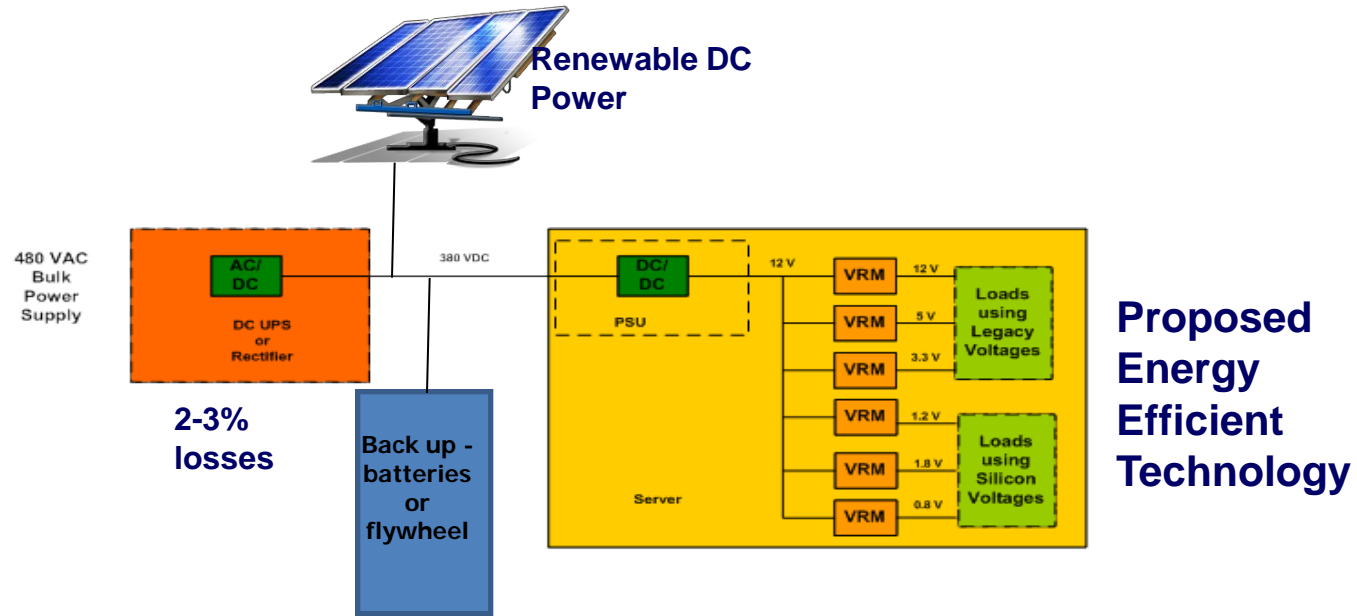 Renewable DC
Power
480 VAC
Bulk
Power
Supply
AC/
DC
DC UPS
or
Rectifier
2-3%
losses
380 VDC
Back up -
batteries
or
flywheel
DC/
DC
PSU
12 V
Server
VRM
12 V
VRM
5 V
VRM
3.3 V
VRM
1.2 V
VRM
1.8 V
VRM
0.8 V
Loads
using
Legacy
Voltages
Loads
using
Silicon
Voltages
Proposed
Energy
Efficient
Technology